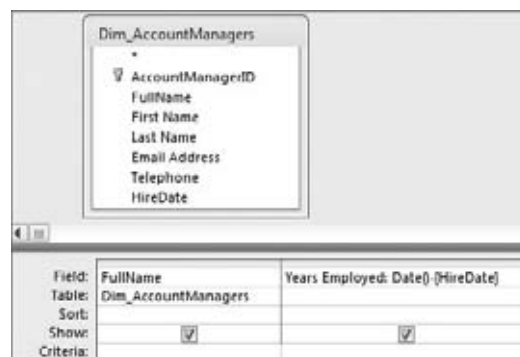 Dim_AccountManagers
*
AccountManagerID
FullName
First Name
Last Name
Email Address
Telephone
HireDate
Field: FullName Years Employed: Date()-[HireDate]
Table: Dim_AccountManagers
Sort:
Show:
Criteria: